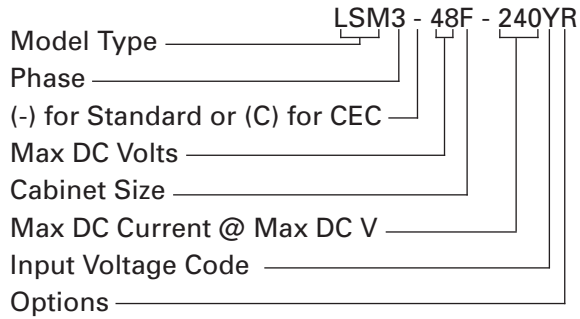 LSM3 - 48F - 240YR
Model Type
Phase
(-) for Standard or (C) for CEC
Max DC Volts
Cabinet Size
Max DC Current @ Max DC V
Input Voltage Code
Options